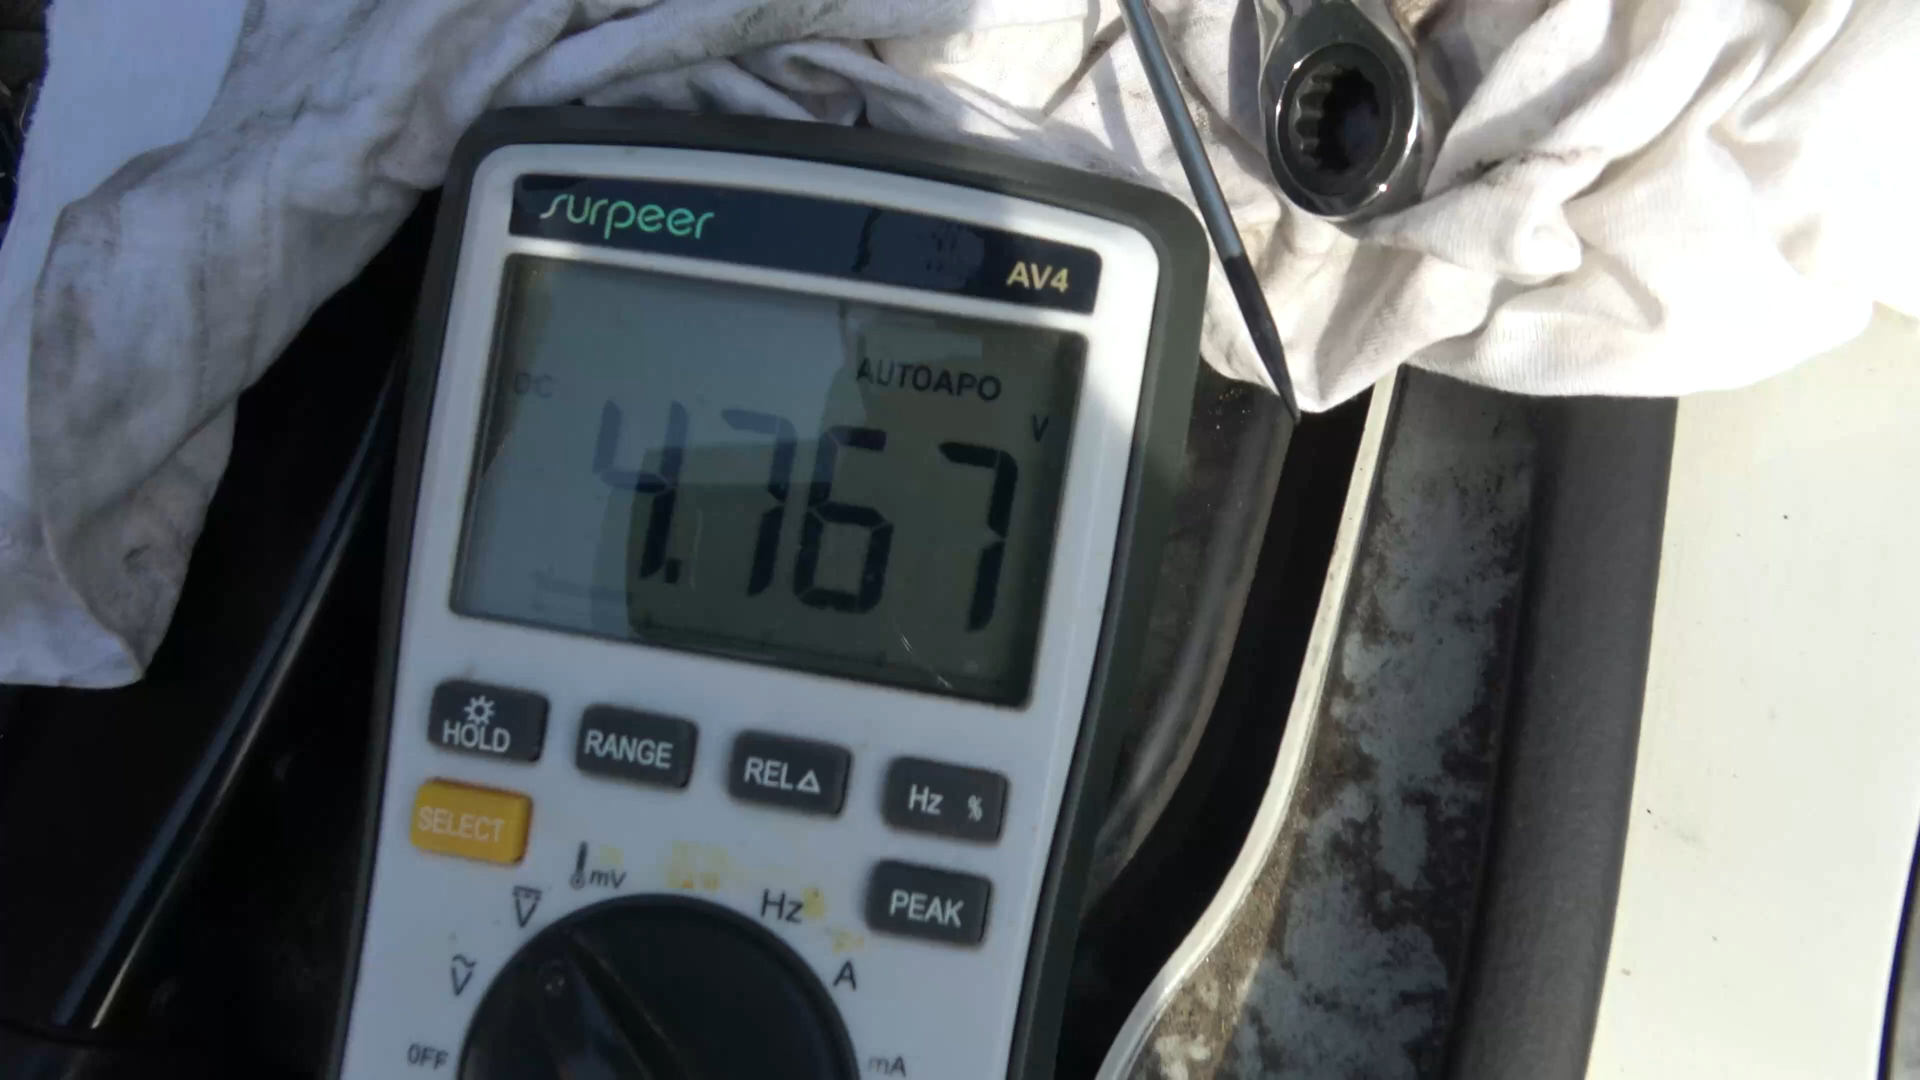 surpeer
AV4
AUTOAPO
DC
V
4.767
HOLD
RANGE
REL△
Hz %
SELECT
mV
V
Hz
PEAK
V
A
OFF
mA